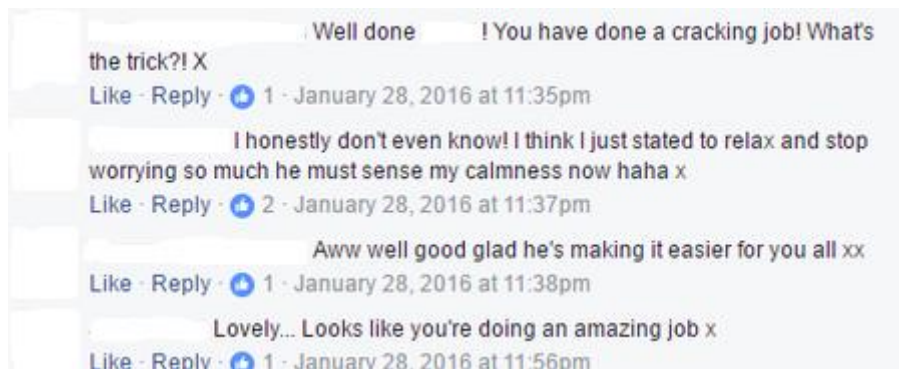 Well done ! You have done a cracking job! What's
the trick?! X
Like · Reply · 1 · January 28, 2016 at 11:35pm
I honestly don't even know! I think I just stated to relax and stop
worrying so much he must sense my calmness now haha x
Like · Reply · 2 · January 28, 2016 at 11:37pm
Aww well good glad he's making it easier for you all xx
Like · Reply · 1 · January 28, 2016 at 11:38pm
Lovely... Looks like you're doing an amazing job x
Like · Reply · 1 · January 28, 2016 at 11:56pm